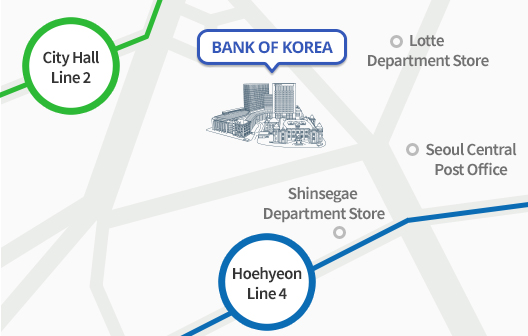 City Hall
Line 2
BANK OF KOREA
Lotte
Department Store
Seoul Central
Post Office
Shinsegae
Department Store
Hoehyeon
Line 4